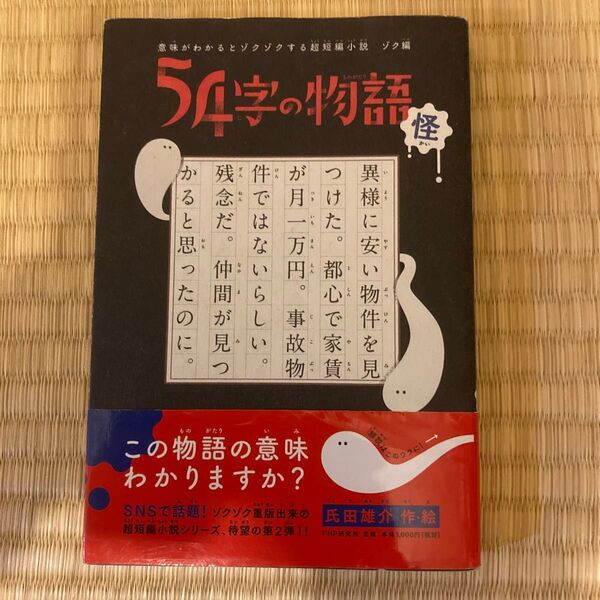 意味がわかるとゾクゾクする超短編小説 ゾク編
54字の物語
ものがたり
怪
かい
異様に安い物件を見
つけた。都心で家賃
が月一万円。事故物
件ではないらしい。
残念だ。仲間が見つ
かると思ったのに。
この物語の意味
わかりますか?
SNSで話題!ゾクゾク重版出来の
超短編小説シリーズ、待望の第2弾!!
氏田雄介 作・絵
PHP研究所 定価 本体1,000円[税別]